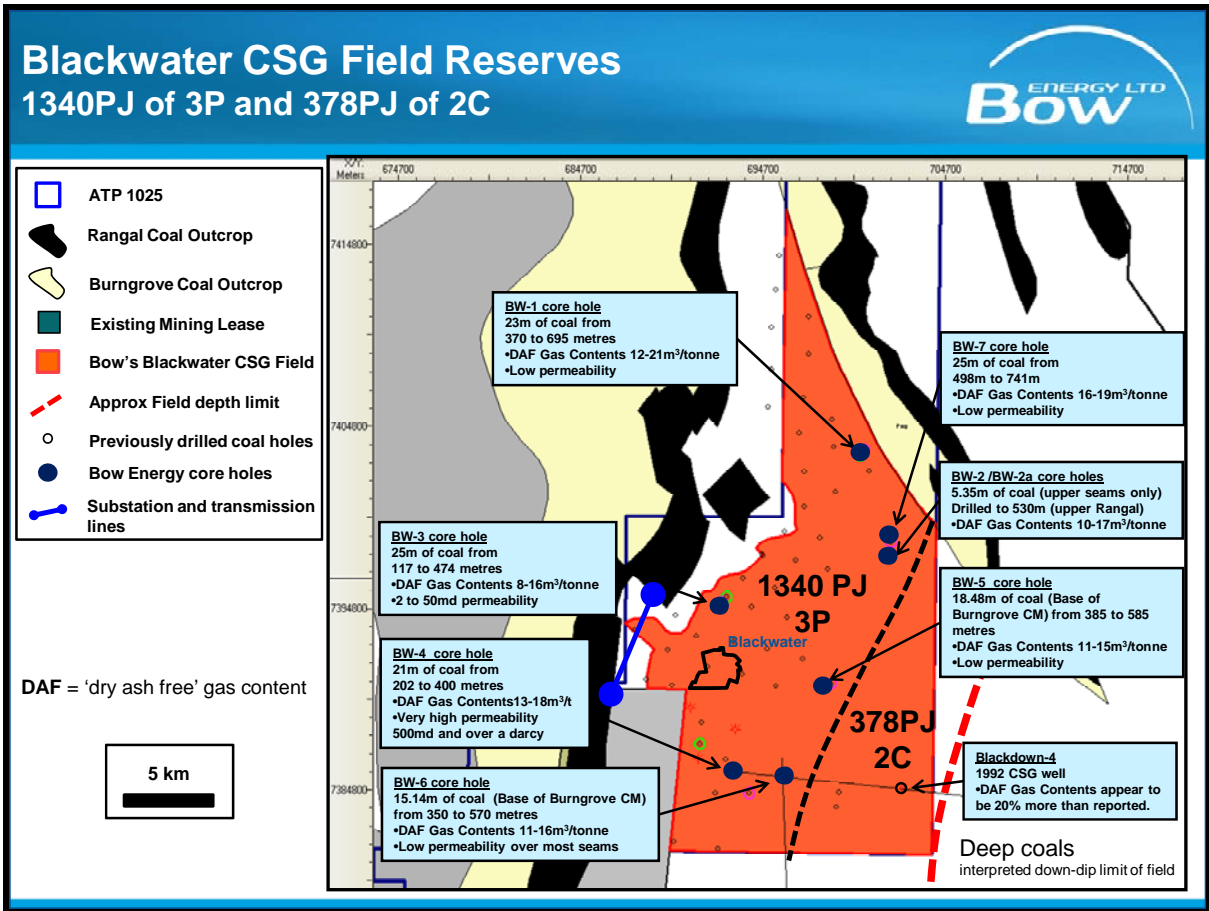 Blackwater CSG Field Reserves
1340PJ of 3P and 378PJ of 2C
ENERGY LTD
BOW
ATP 1025
Rangal Coal Outcrop
Burngrove Coal Outcrop
Existing Mining Lease
Bow's Blackwater CSG Field
Approx Field depth limit
Previously drilled coal holes
Bow Energy core holes
Substation and transmission
lines
DAF = 'dry ash free' gas content
5 km
X/Y:
Meters
674700
684700
694700
704700
714700
7414800
7404800
7394800
7384800
BW-1 core hole
23m of coal from
370 to 695 metres
•DAF Gas Contents 12-21m³/tonne
•Low permeability
BW-7 core hole
25m of coal from
498m to 741m
•DAF Gas Contents 16-19m³/tonne
•Low permeability
BW-2 /BW-2a core holes
5.35m of coal (upper seams only)
Drilled to 530m (upper Rangal)
•DAF Gas Contents 10-17m³/tonne
BW-3 core hole
25m of coal from
117 to 474 metres
•DAF Gas Contents 8-16m³/tonne
•2 to 50md permeability
1340 PJ
3P
Blackwater
BW-5 core hole
18.48m of coal (Base of
Burngrove CM) from 385 to 585
metres
•DAF Gas Contents 11-15m³/tonne
•Low permeability
BW-4 core hole
21m of coal from
202 to 400 metres
•DAF Gas Contents13-18m³/t
•Very high permeability
500md and over a darcy
378PJ
2C
BW-6 core hole
15.14m of coal (Base of Burngrove CM)
from 350 to 570 metres
•DAF Gas Contents 11-16m³/tonne
•Low permeability over most seams
Blackdown-4
1992 CSG well
•DAF Gas Contents appear to
be 20% more than reported.
Deep coals
interpreted down-dip limit of field